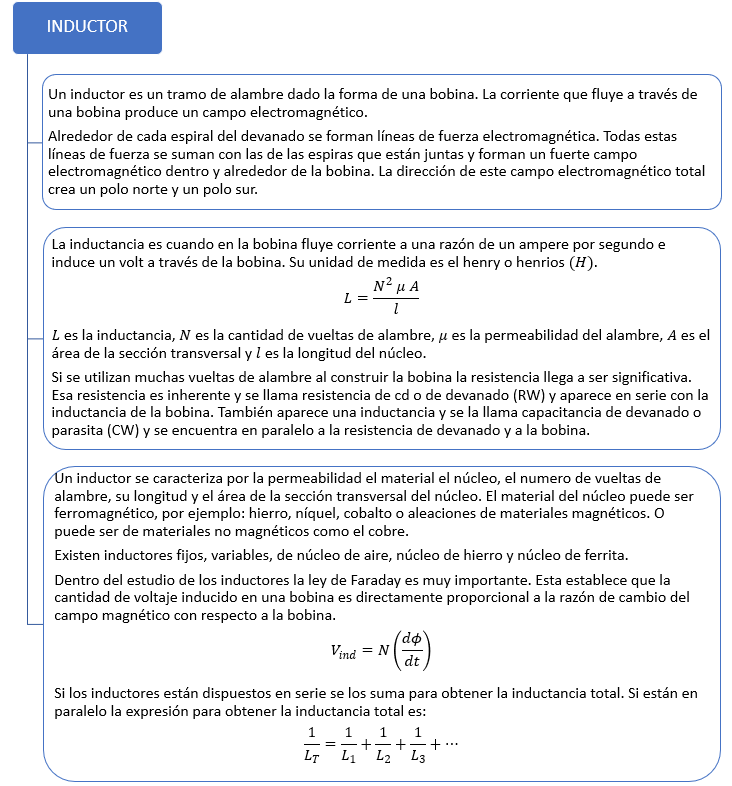 INDUCTOR
Un inductor es un tramo de alambre dado la forma de una bobina. La corriente que fluye a través de
una bobina produce un campo electromagnético.
Alrededor de cada espiral del devanado se forman líneas de fuerza electromagnética. Todas estas
líneas de fuerza se suman con las de las espiras que están juntas y forman un fuerte campo
electromagnético dentro y alrededor de la bobina. La dirección de este campo electromagnético total
crea un polo norte y un polo sur.
La inductancia es cuando en la bobina fluye corriente a una razón de un ampere por segundo e
induce un volt a través de la bobina. Su unidad de medida es el henry o henrios (H).
L = N² μ A / l
L es la inductancia, N es la cantidad de vueltas de alambre, μ es la permeabilidad del alambre, A es el
área de la sección transversal y l es la longitud del núcleo.
Si se utilizan muchas vueltas de alambre al construir la bobina la resistencia llega a ser significativa.
Esa resistencia es inherente y se llama resistencia de cd o de devanado (RW) y aparece en serie con la
inductancia de la bobina. También aparece una inductancia y se la llama capacitancia de devanado o
parasita (CW) y se encuentra en paralelo a la resistencia de devanado y a la bobina.
Un inductor se caracteriza por la permeabilidad el material el núcleo, el numero de vueltas de
alambre, su longitud y el área de la sección transversal del núcleo. El material del núcleo puede ser
ferromagnético, por ejemplo: hierro, níquel, cobalto o aleaciones de materiales magnéticos. O
puede ser de materiales no magnéticos como el cobre.
Existen inductores fijos, variables, de núcleo de aire, núcleo de hierro y núcleo de ferrita.
Dentro del estudio de los inductores la ley de Faraday es muy importante. Esta establece que la
cantidad de voltaje inducido en una bobina es directamente proporcional a la razón de cambio del
campo magnético con respecto a la bobina.
V_ind = N (dϕ/dt)
Si los inductores están dispuestos en serie se los suma para obtener la inductancia total. Si están en
paralelo la expresión para obtener la inductancia total es:
1/L_T = 1/L_1 + 1/L_2 + 1/L_3 + ⋯